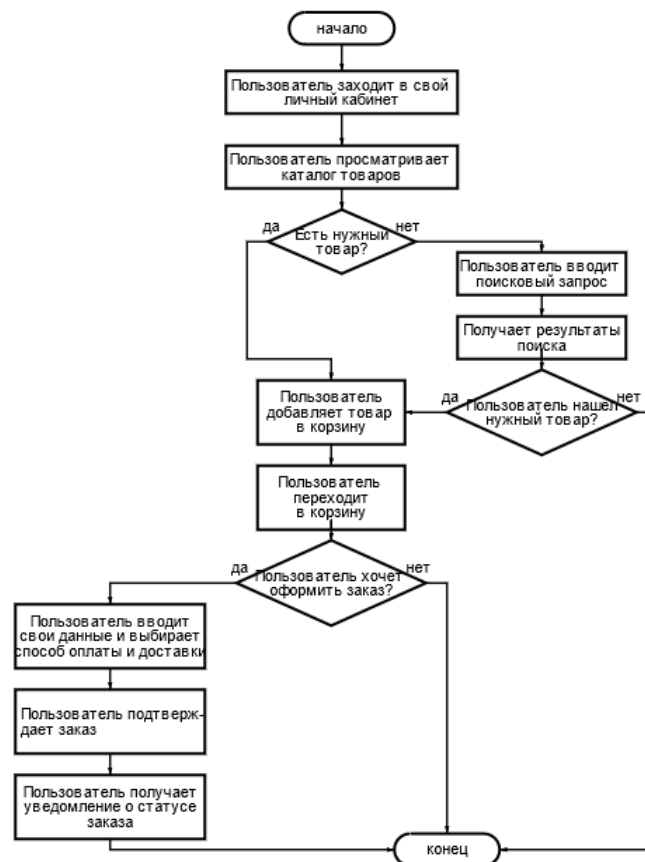 начало
Пользователь заходит в свой
личный кабинет
Пользователь просматривает
каталог товаров
да
Есть нужный
товар?
нет
Пользователь вводит
поисковый запрос
Получает результаты
поиска
Пользователь
добавляет товар
в корзину
да
Пользователь нашел
нужный товар?
нет
Пользователь
переходит
в корзину
да
Пользователь хочет
оформить заказ?
нет
Пользователь вводит
свои данные и выбирает
способ оплаты и доставки
Пользователь подтверж-
дает заказ
Пользователь получает
уведомление о статусе
заказа
конец